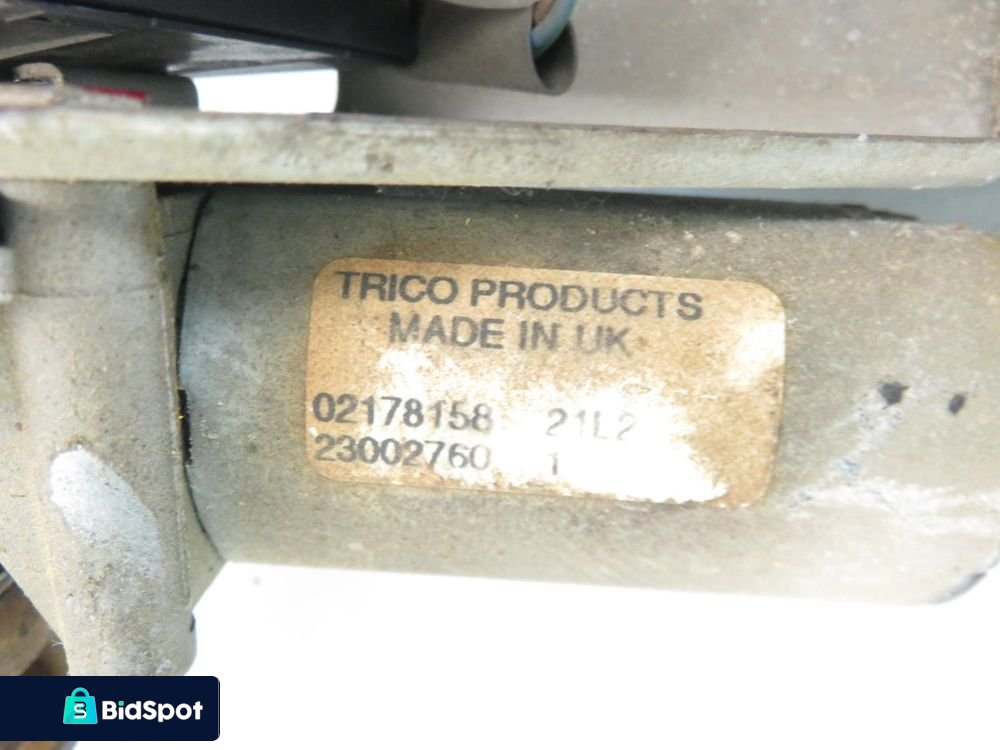 TRICO PRODUCTS
MADE IN UK
02178158 21L2
23002760 1
BidSpot